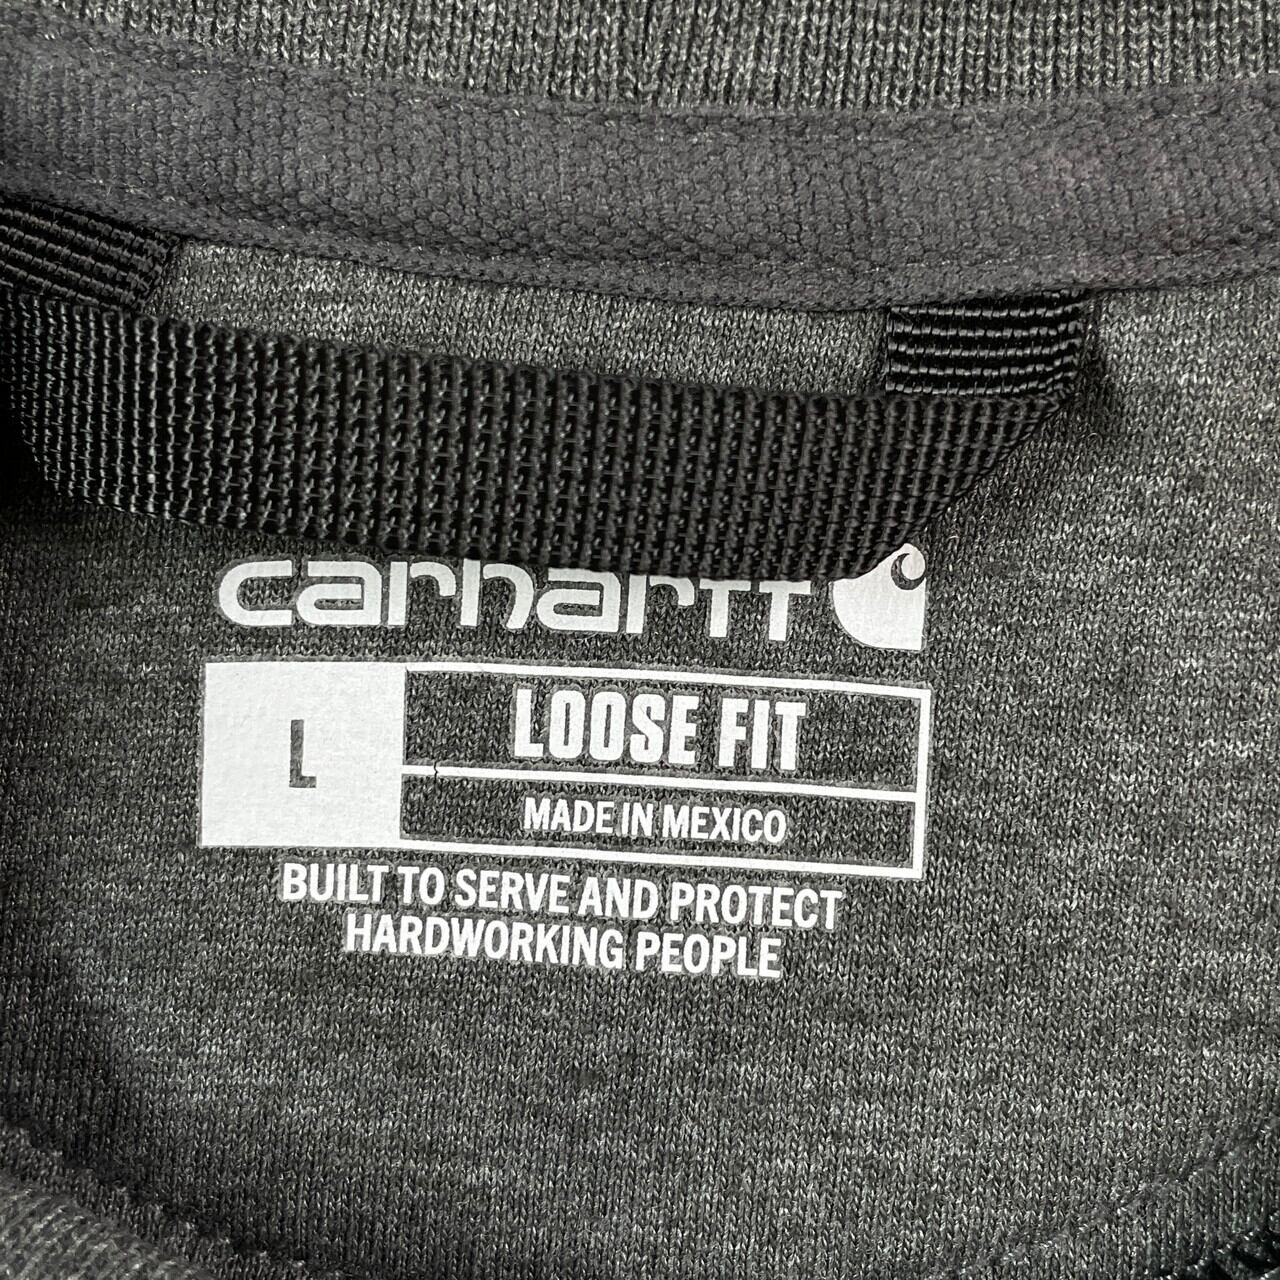 carhartt
L
LOOSE FIT
MADE IN MEXICO
BUILT TO SERVE AND PROTECT
HARDWORKING PEOPLE